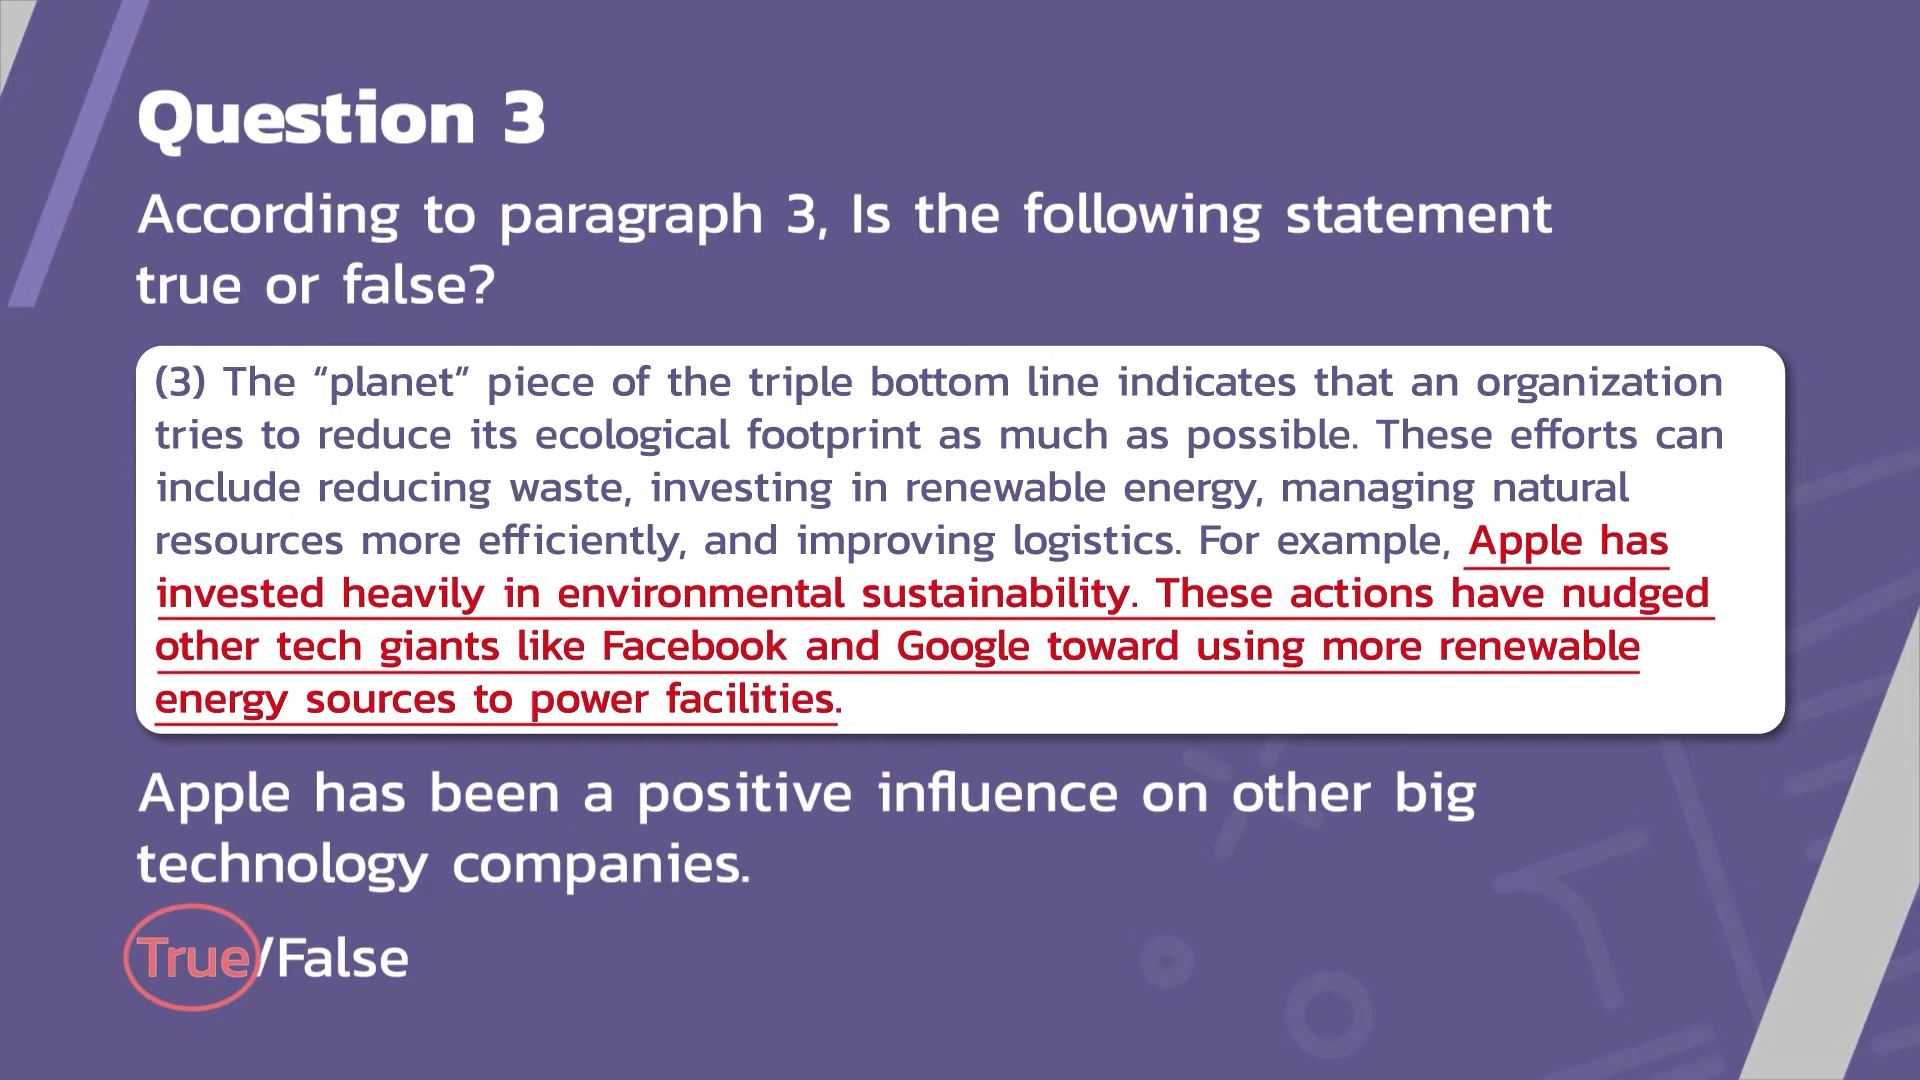 Question 3
According to paragraph 3, Is the following statement
true or false?
(3) The “planet” piece of the triple bottom line indicates that an organization
tries to reduce its ecological footprint as much as possible. These efforts can
include reducing waste, investing in renewable energy, managing natural
resources more efficiently, and improving logistics. For example, Apple has
invested heavily in environmental sustainability. These actions have nudged
other tech giants like Facebook and Google toward using more renewable
energy sources to power facilities.
Apple has been a positive influence on other big
technology companies.
True/False